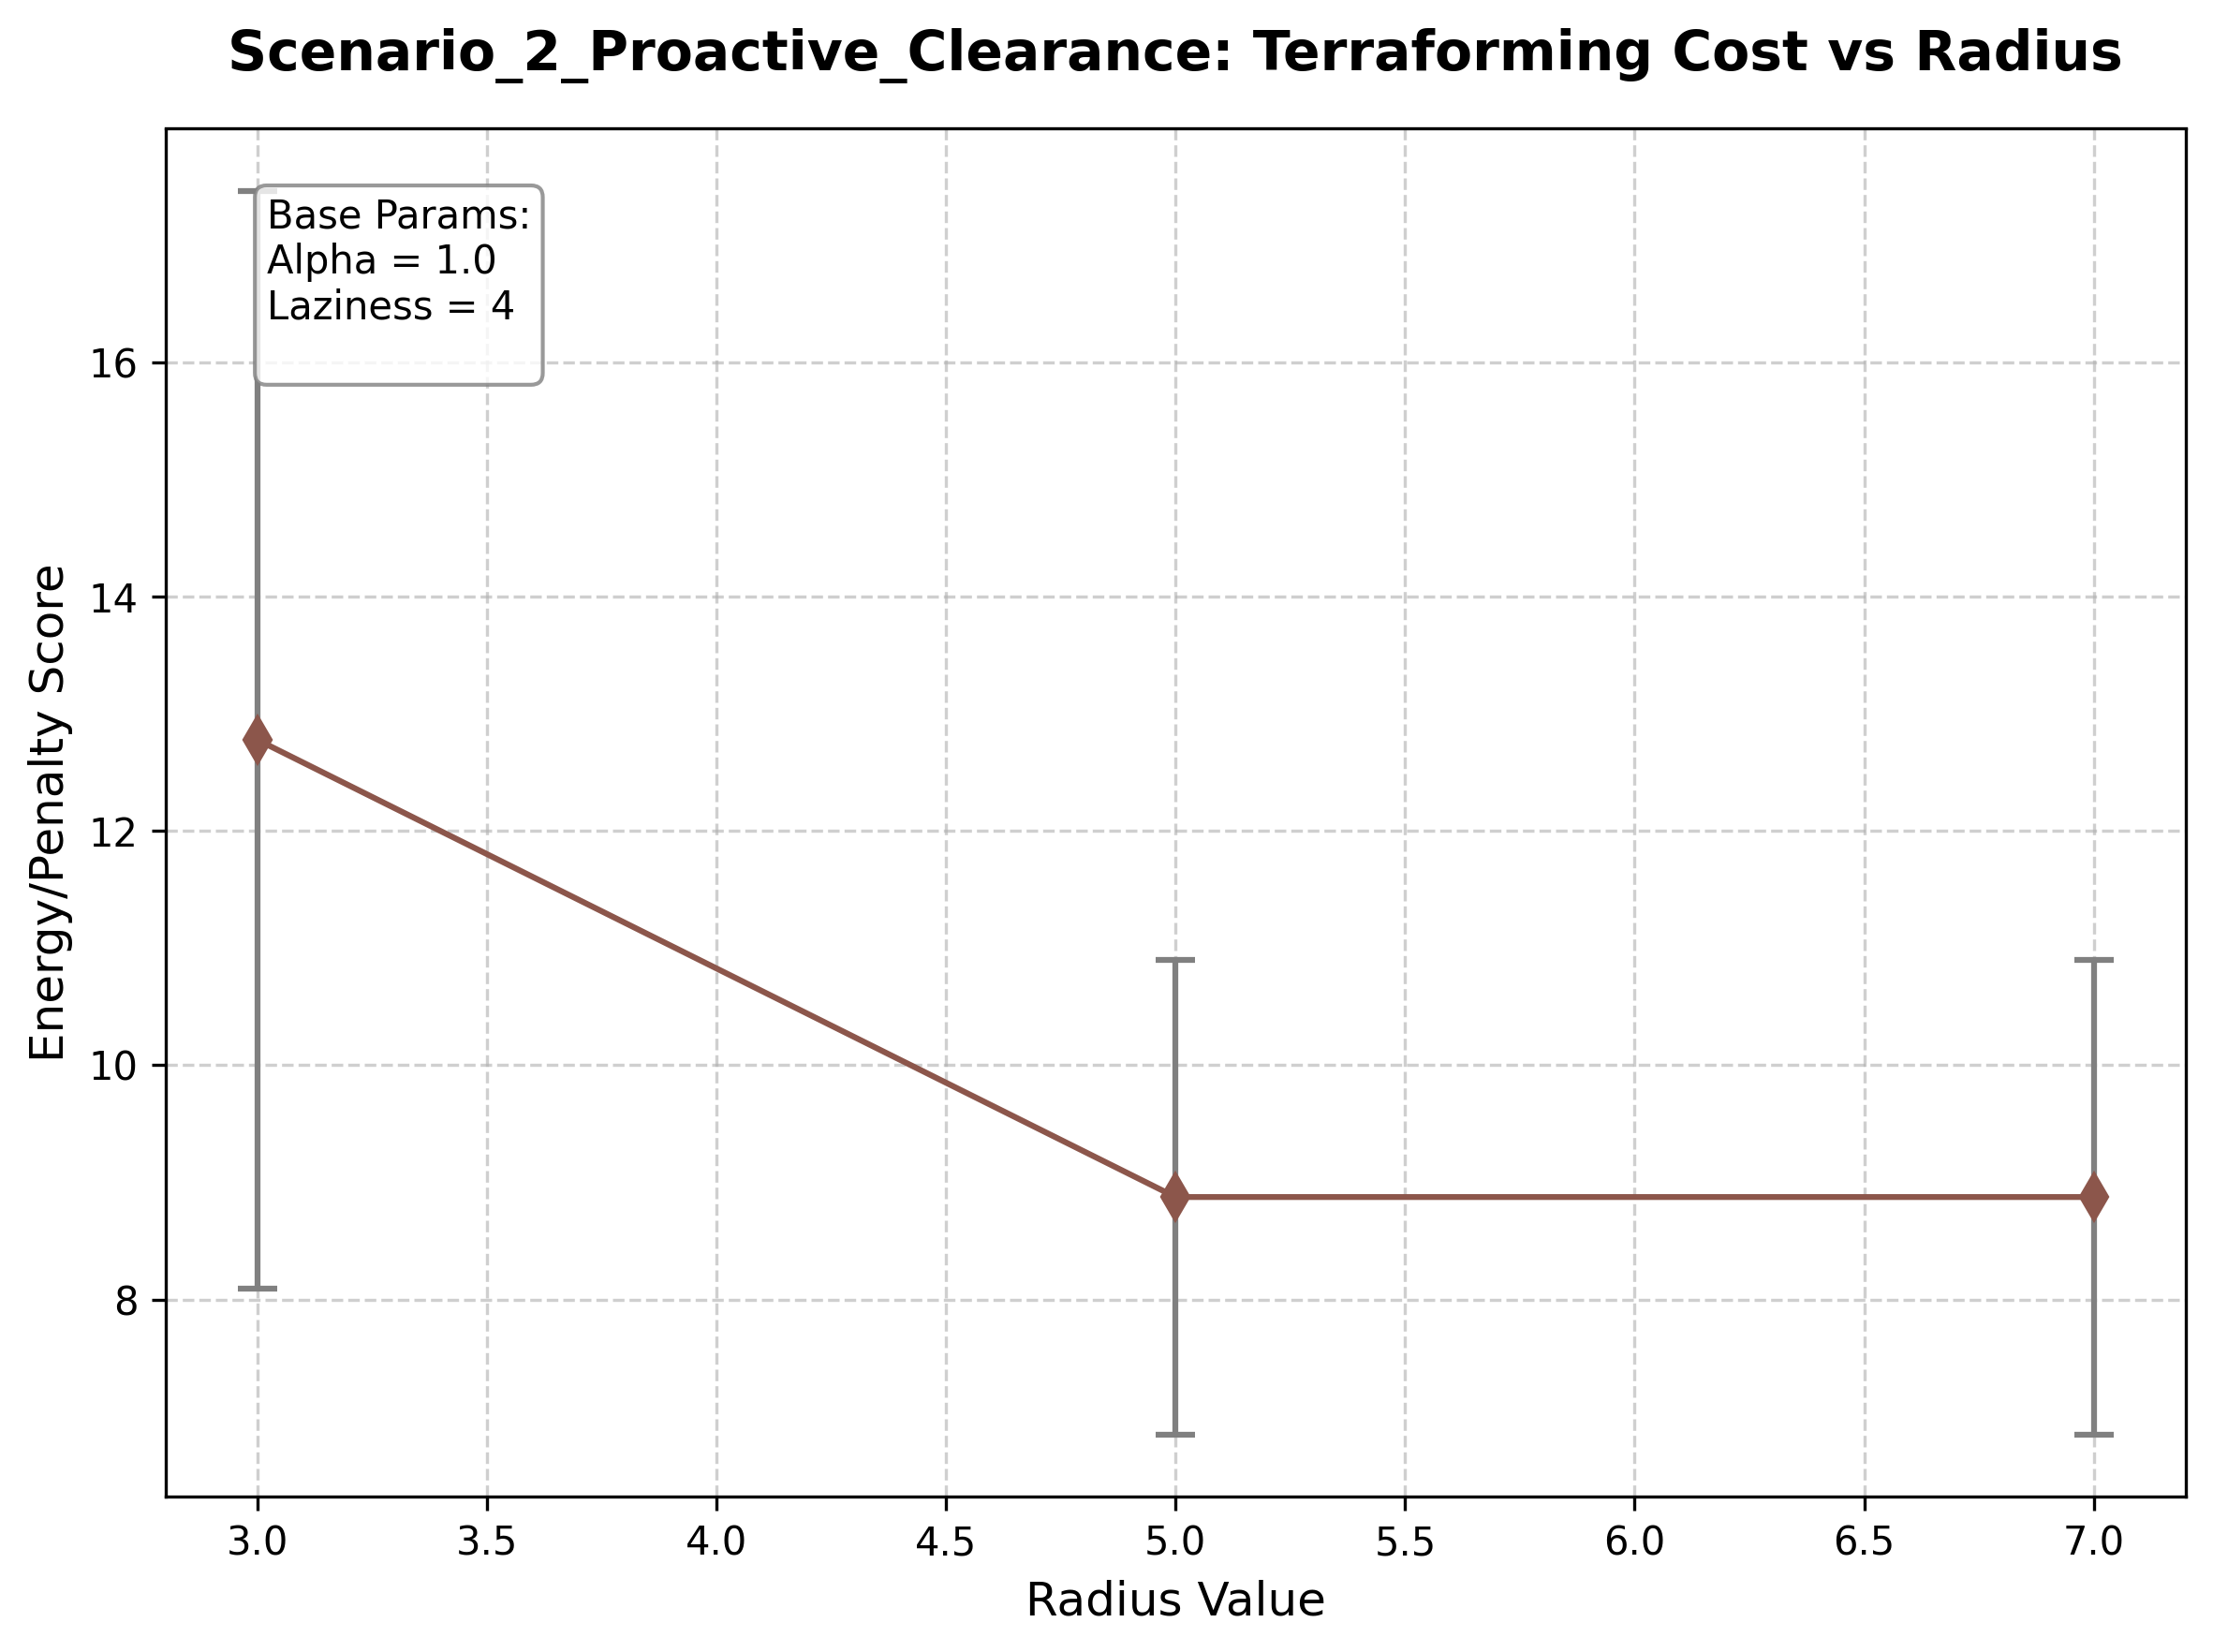 Scenario_2_Proactive_Clearance: Terraforming Cost vs Radius
Base Params:
Alpha = 1.0
Laziness = 4
Energy/Penalty Score
16
14
12
10
8
3.0 3.5 4.0 4.5 5.0 5.5 6.0 6.5 7.0
Radius Value